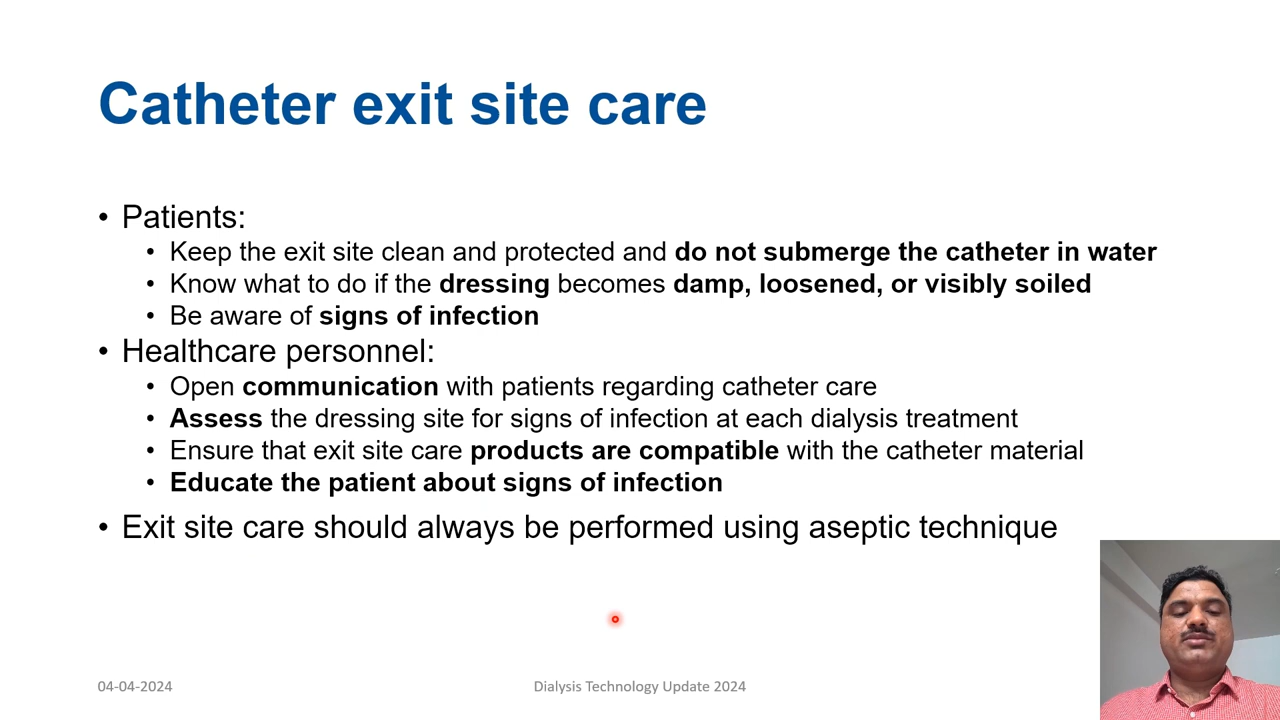 Catheter exit site care
• Patients:
• Keep the exit site clean and protected and do not submerge the catheter in water
• Know what to do if the dressing becomes damp, loosened, or visibly soiled
• Be aware of signs of infection
• Healthcare personnel:
• Open communication with patients regarding catheter care
• Assess the dressing site for signs of infection at each dialysis treatment
• Ensure that exit site care products are compatible with the catheter material
• Educate the patient about signs of infection
• Exit site care should always be performed using aseptic technique
04-04-2024
Dialysis Technology Update 2024